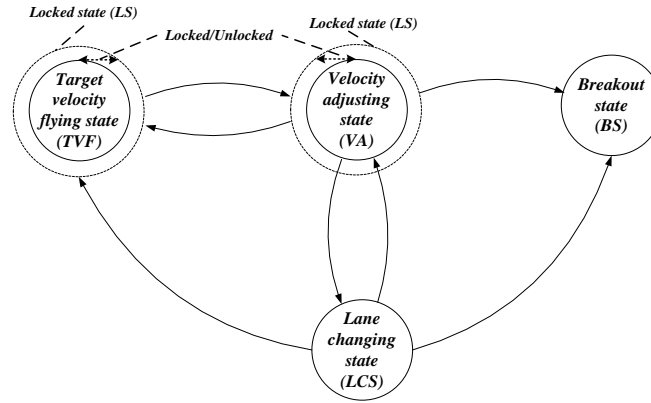 Locked state (LS)
Locked/Unlocked
Locked state (LS)
Target
velocity
flying state
(TVF)
Velocity
adjusting
state
(VA)
Breakout
state
(BS)
Lane
changing
state
(LCS)